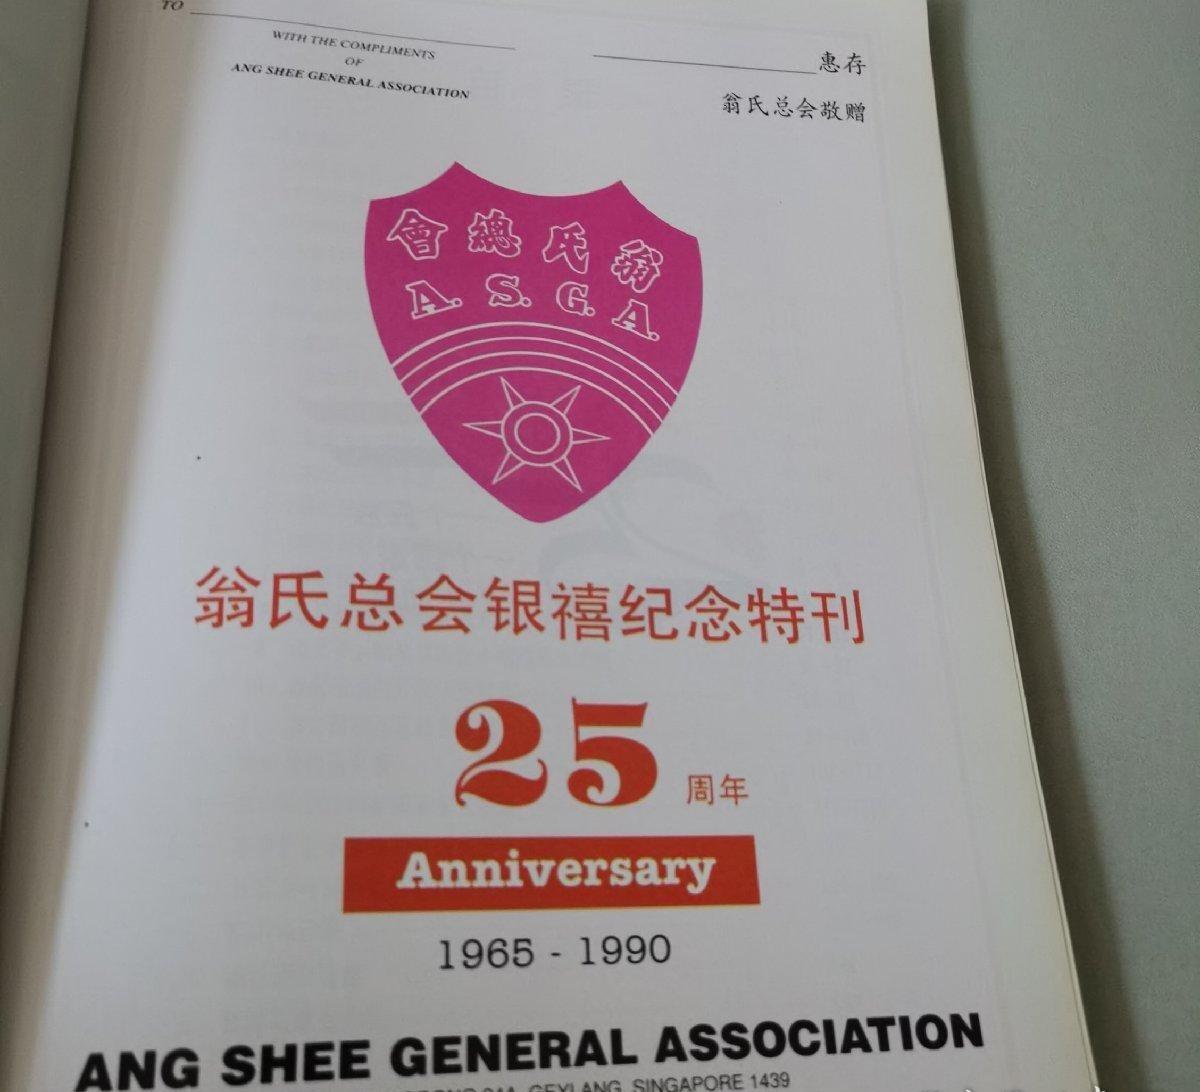 TO
WITH THE COMPLIMENTS
OF
ANG SHEE GENERAL ASSOCIATION
惠存
翁氏总会敬赠
會總氏翁
A. S. G. A.
翁氏总会银禧纪念特刊
25 周年
Anniversary
1965 - 1990
ANG SHEE GENERAL ASSOCIATION
GEYLANG, SINGAPORE 1439